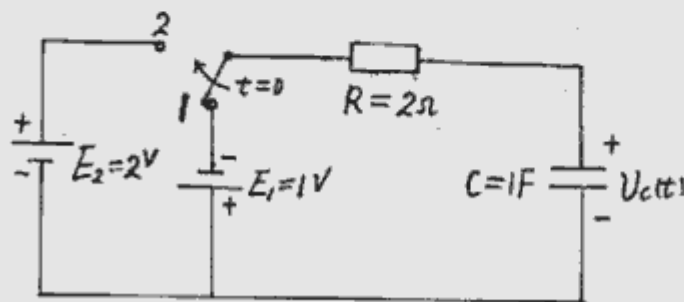 2
1
t=0
R=2Ω
+
-
E₂=2V
-
+
E₁=1V
C=1F
+
-
Uc(t)